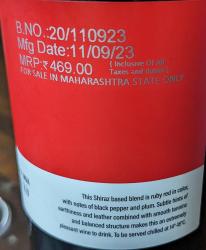 B.NO.:20/110923
Mfg Date:11/09/23
MRP:₹469.00 ( Inclusive Of All
Taxes and duties )
FOR SALE IN MAHARASHTRA STATE ONLY
This Shiraz based blend is ruby red in color,
with notes of black pepper and plum. Subtle hints of
earthiness and leather combined with smooth tannins
and balanced structure makes this an extremely
pleasant wine to drink. To be served chilled at